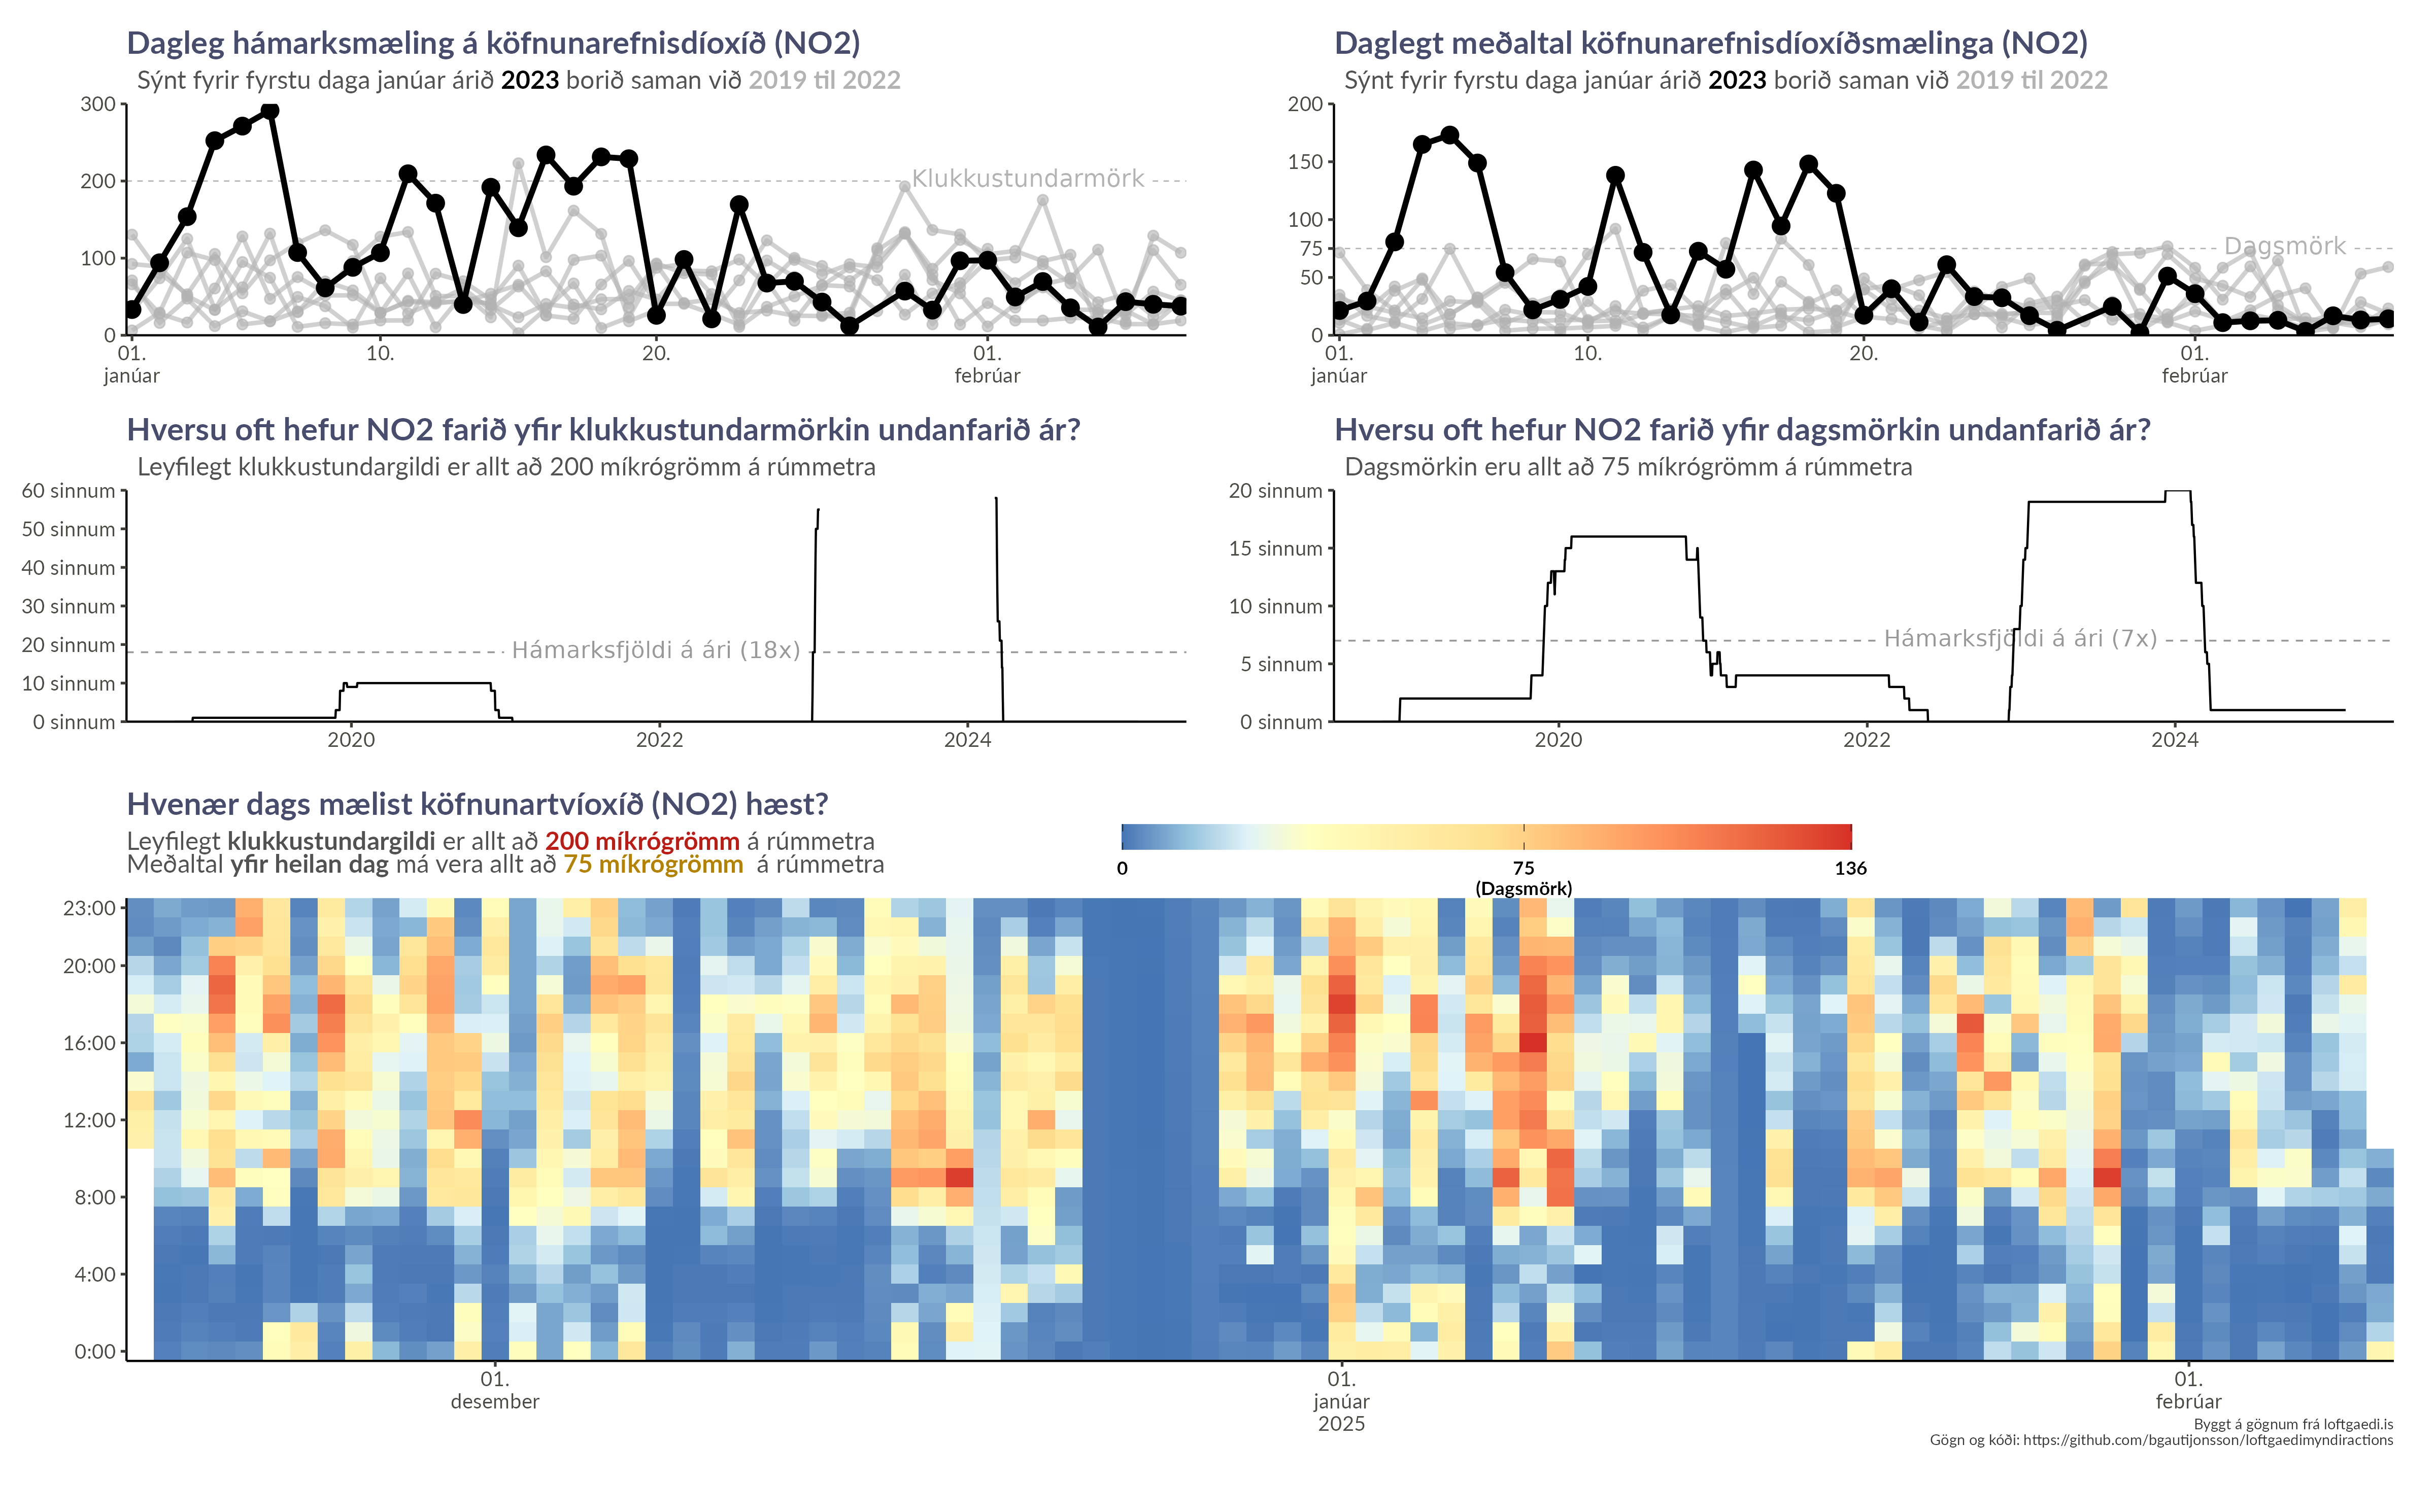 Dagleg hámarksmæling á köfnunarefnisdíoxíð (NO2)
Sýnt fyrir fyrstu daga janúar árið 2023 borið saman við 2019 til 2022
300
200
100
0
Klukkustundarmörk
01.
janúar
10.
20.
01.
febrúar
Daglegt meðaltal köfnunarefnisdíoxíðsmælinga (NO2)
Sýnt fyrir fyrstu daga janúar árið 2023 borið saman við 2019 til 2022
200
150
100
75
50
0
Dagsmörk
01.
janúar
10.
20.
01.
febrúar
Hversu oft hefur NO2 farið yfir klukkustundarmörkin undanfarið ár?
Leyfilegt klukkustundargildi er allt að 200 míkrógrömm á rúmmetra
60 sinnum
50 sinnum
40 sinnum
30 sinnum
20 sinnum
10 sinnum
0 sinnum
Hámarksfjöldi á ári (18x)
2020
2022
2024
Hversu oft hefur NO2 farið yfir dagsmörkin undanfarið ár?
Dagsmörkin eru allt að 75 míkrógrömm á rúmmetra
20 sinnum
15 sinnum
10 sinnum
5 sinnum
0 sinnum
Hámarksfjöldi á ári (7x)
2020
2022
2024
Hvenær dags mælist köfnunartvíoxíð (NO2) hæst?
Leyfilegt klukkustundargildi er allt að 200 míkrógrömm á rúmmetra
Meðaltal yfir heilan dag má vera allt að 75 míkrógrömm á rúmmetra
0
75
(Dagsmörk)
136
23:00
20:00
16:00
12:00
8:00
4:00
0:00
01.
desember
01.
janúar
2025
01.
febrúar
Byggt á gögnum frá loftgaedi.is
Gögn og kóði: https://github.com/bgautijonsson/loftgaedimyndiractions